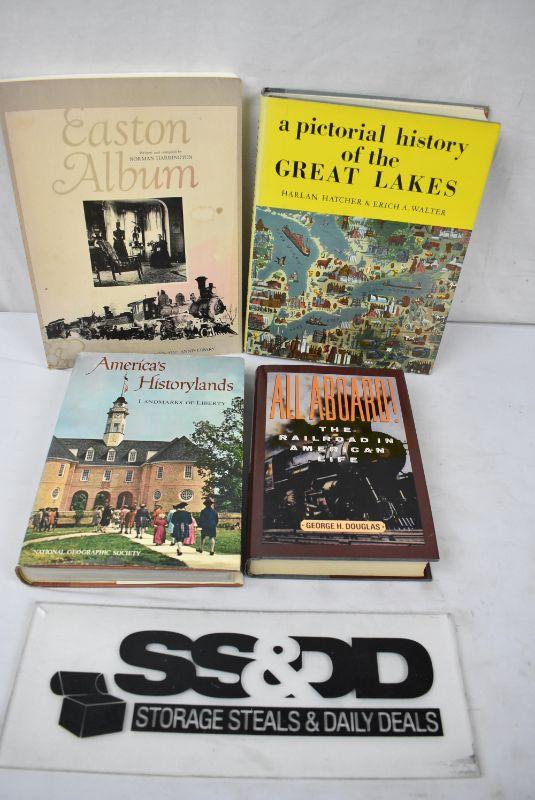 Easton
Album
Written and compiled by
NORMAN HARRINGTON
ANNIVERSARY
a pictorial history
of the
GREAT LAKES
HARLAN HATCHER & ERICH A. WALTER
America's
Historylands
LANDMARKS OF LIBERTY
NATIONAL GEOGRAPHIC SOCIETY
ALL ABOARD!
THE
RAILROAD IN
AMERICAN
LIFE
GEORGE H. DOUGLAS
SS&DD
STORAGE STEALS & DAILY DEALS